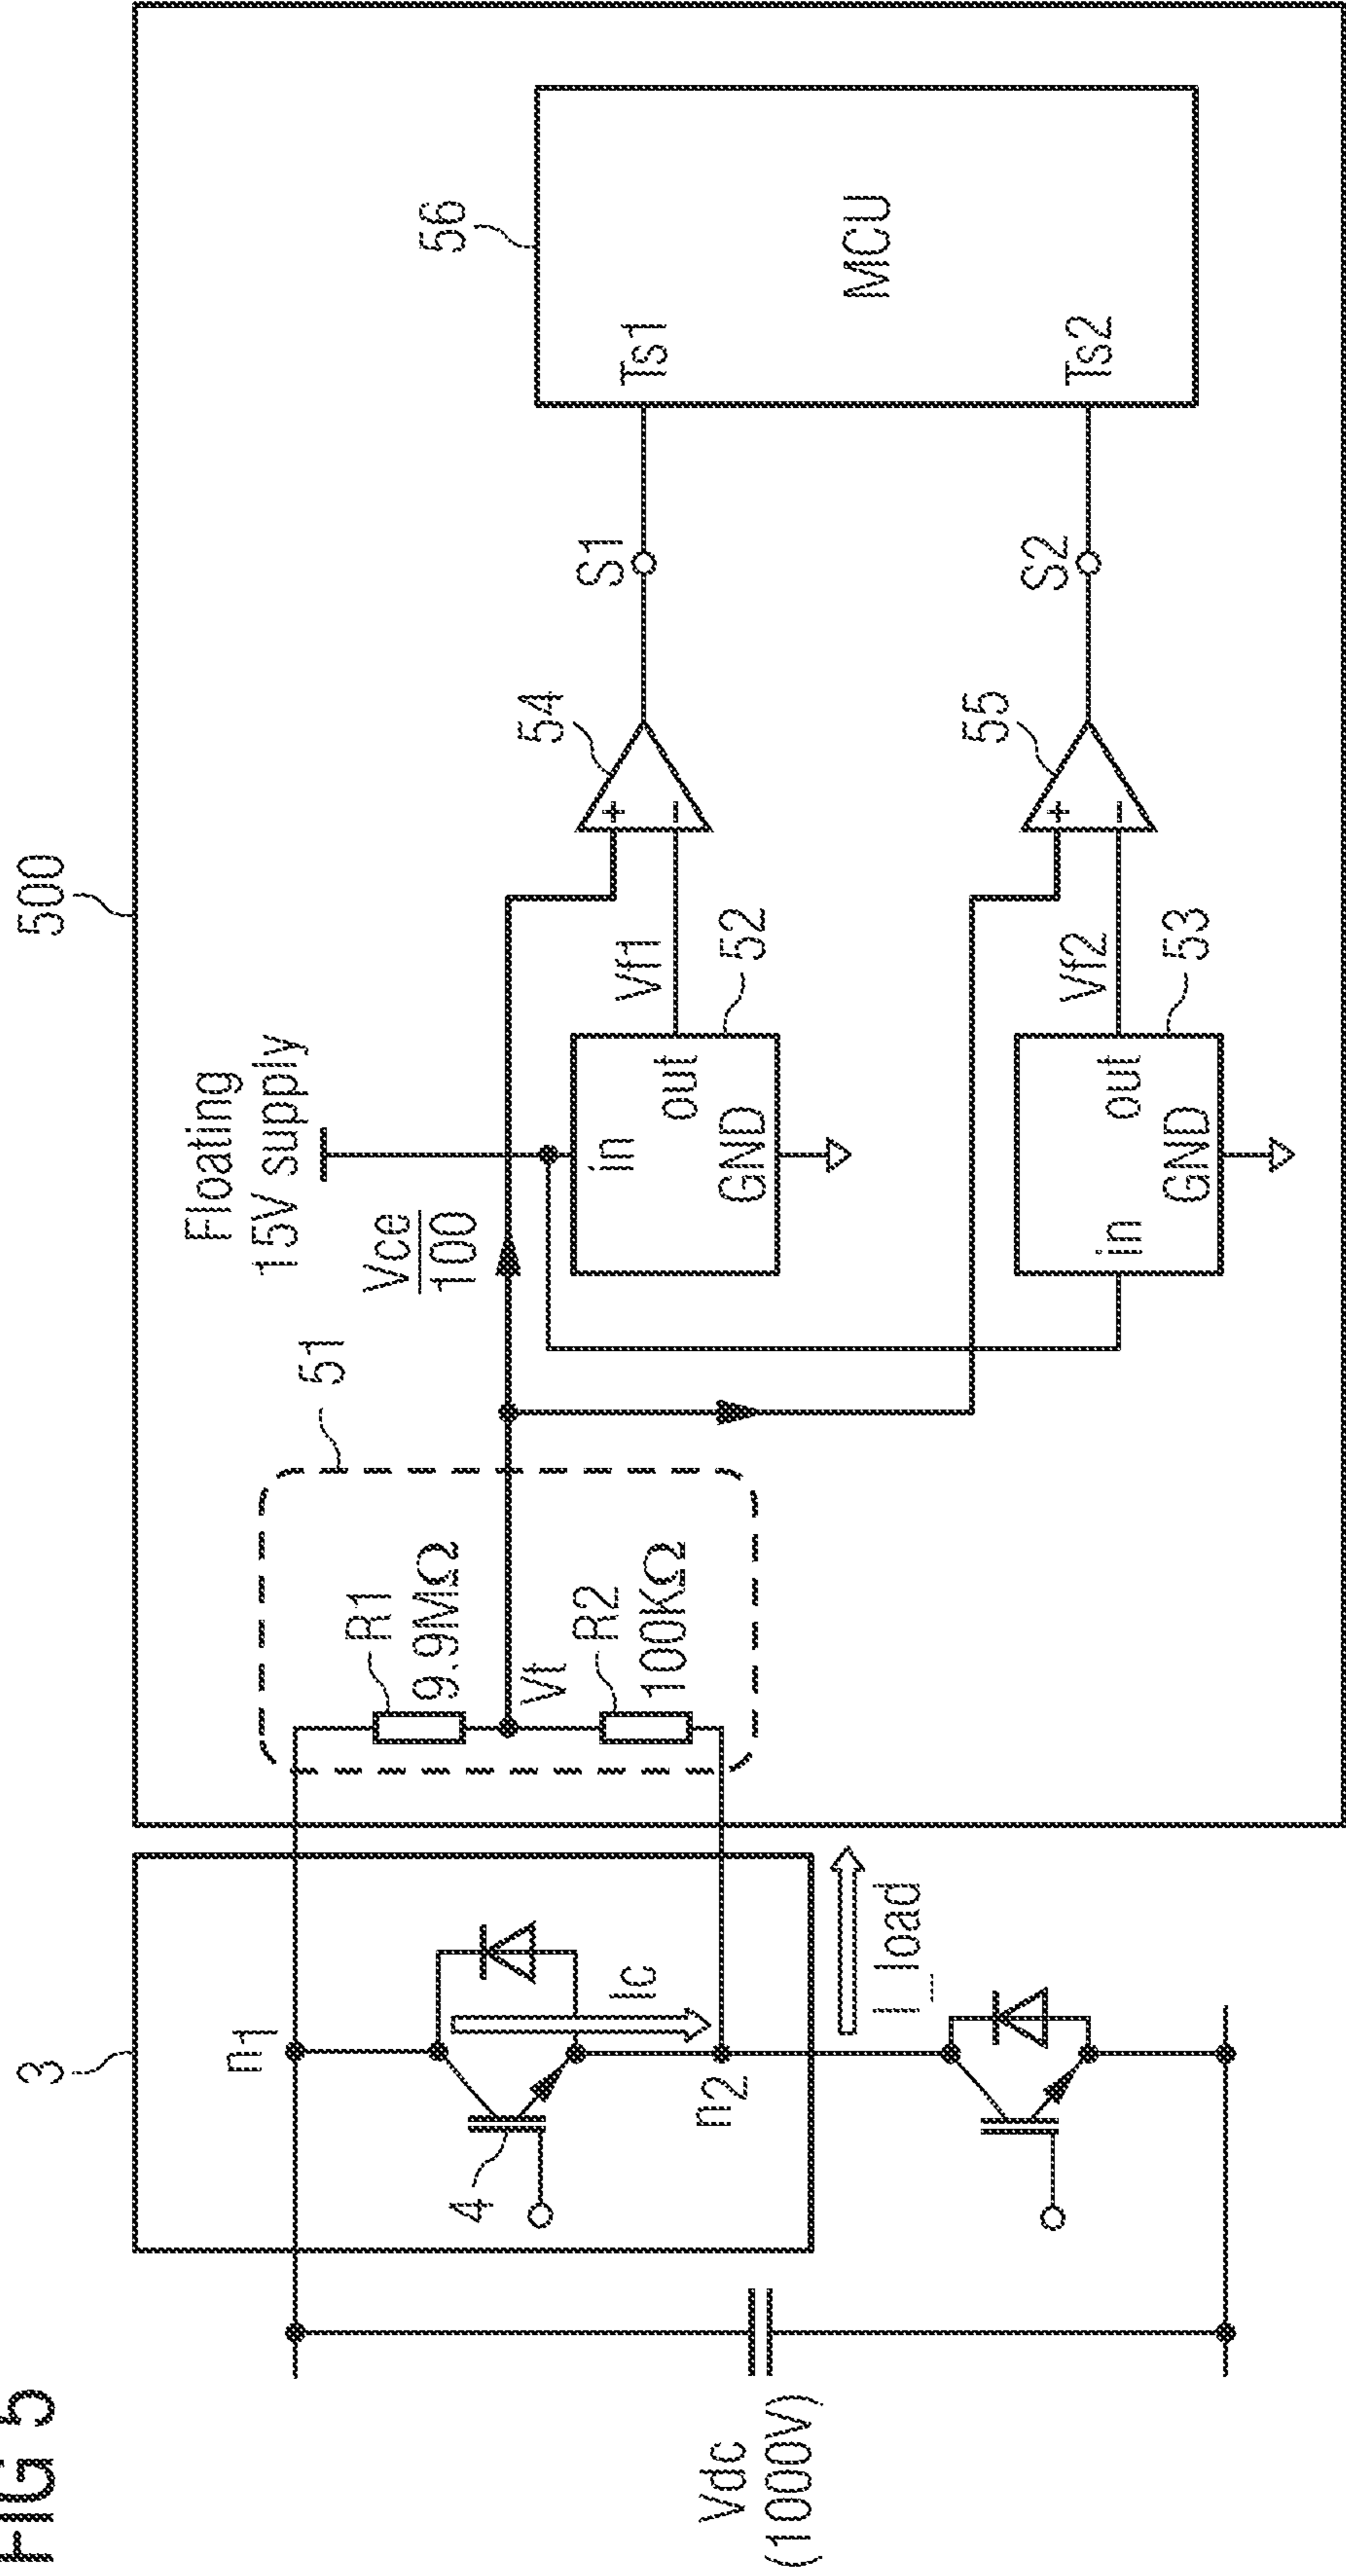 FIG 5
500
3
n1
4
Ic
n2
I_load
Vdc
(1000V)
51
R1
9.9MΩ
Vt
R2
100KΩ
Floating
15V supply
Vce
100
in
out
GND
52
Vf1
in
out
GND
53
Vf2
54
+
−
55
+
−
S1
S2
56
Ts1
MCU
Ts2